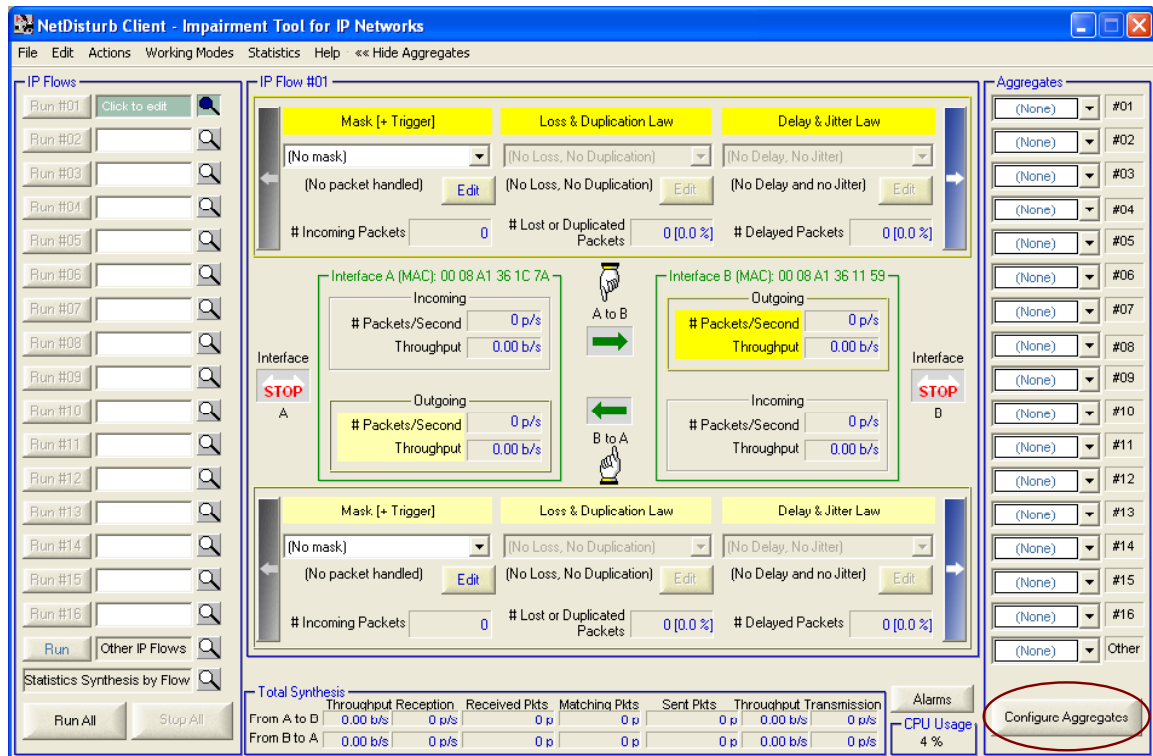 NetDisturb Client - Impairment Tool for IP Networks
File Edit Actions Working Modes Statistics Help «« Hide Aggregates
IP Flows
Run #01 Click to edit
Run #02
Run #03
Run #04
Run #05
Run #06
Run #07
Run #08
Run #09
Run #10
Run #11
Run #12
Run #13
Run #14
Run #15
Run #16
Run Other IP Flows
Statistics Synthesis by Flow
Run All Stop All
IP Flow #01
Mask [+ Trigger] Loss & Duplication Law Delay & Jitter Law
(No mask) (No Loss, No Duplication) (No Delay, No Jitter)
(No packet handled) Edit (No Loss, No Duplication) Edit (No Delay and no Jitter) Edit
# Incoming Packets 0 # Lost or Duplicated Packets 0 [0.0 %] # Delayed Packets 0 [0.0 %]
Interface A (MAC): 00 08 A1 36 1C 7A
Incoming
# Packets/Second 0 p/s
Throughput 0.00 b/s
Outgoing
# Packets/Second 0 p/s
Throughput 0.00 b/s
Interface
STOP
A
A to B
B to A
Interface B (MAC): 00 08 A1 36 11 59
Outgoing
# Packets/Second 0 p/s
Throughput 0.00 b/s
Incoming
# Packets/Second 0 p/s
Throughput 0.00 b/s
Interface
STOP
B
Mask [+ Trigger] Loss & Duplication Law Delay & Jitter Law
(No mask) (No Loss, No Duplication) (No Delay, No Jitter)
(No packet handled) Edit (No Loss, No Duplication) Edit (No Delay and no Jitter) Edit
# Incoming Packets 0 # Lost or Duplicated Packets 0 [0.0 %] # Delayed Packets 0 [0.0 %]
Total Synthesis
Throughput Reception Received Pkts Matching Pkts Sent Pkts Throughput Transmission
From A to B 0.00 b/s 0 p/s 0 p 0 p 0 p 0.00 b/s 0 p/s
From B to A 0.00 b/s 0 p/s 0 p 0 p 0 p 0.00 b/s 0 p/s
Alarms
CPU Usage
4 %
Aggregates
(None) #01
(None) #02
(None) #03
(None) #04
(None) #05
(None) #06
(None) #07
(None) #08
(None) #09
(None) #10
(None) #11
(None) #12
(None) #13
(None) #14
(None) #15
(None) #16
(None) Other
Configure Aggregates